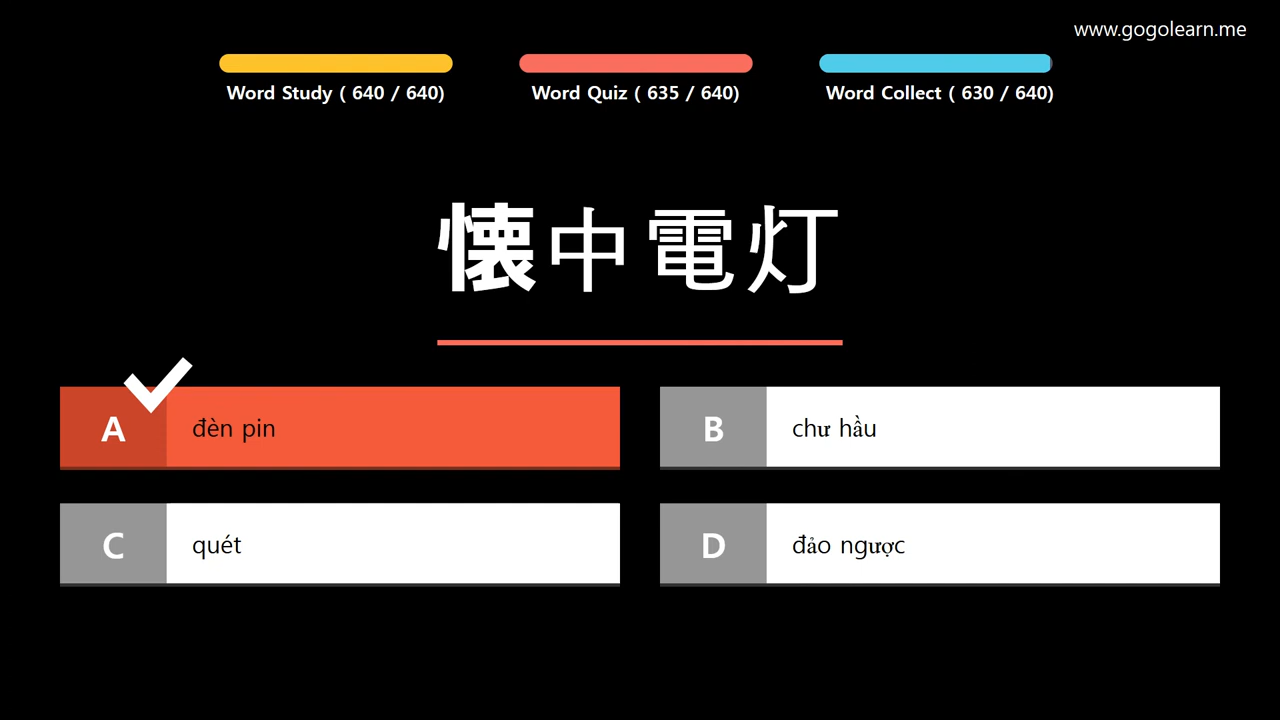 www.gogolearn.me
Word Study ( 640 / 640)
Word Quiz ( 635 / 640)
Word Collect ( 630 / 640)
懐中電灯
A đèn pin
B chư hầu
C quét
D đảo ngược